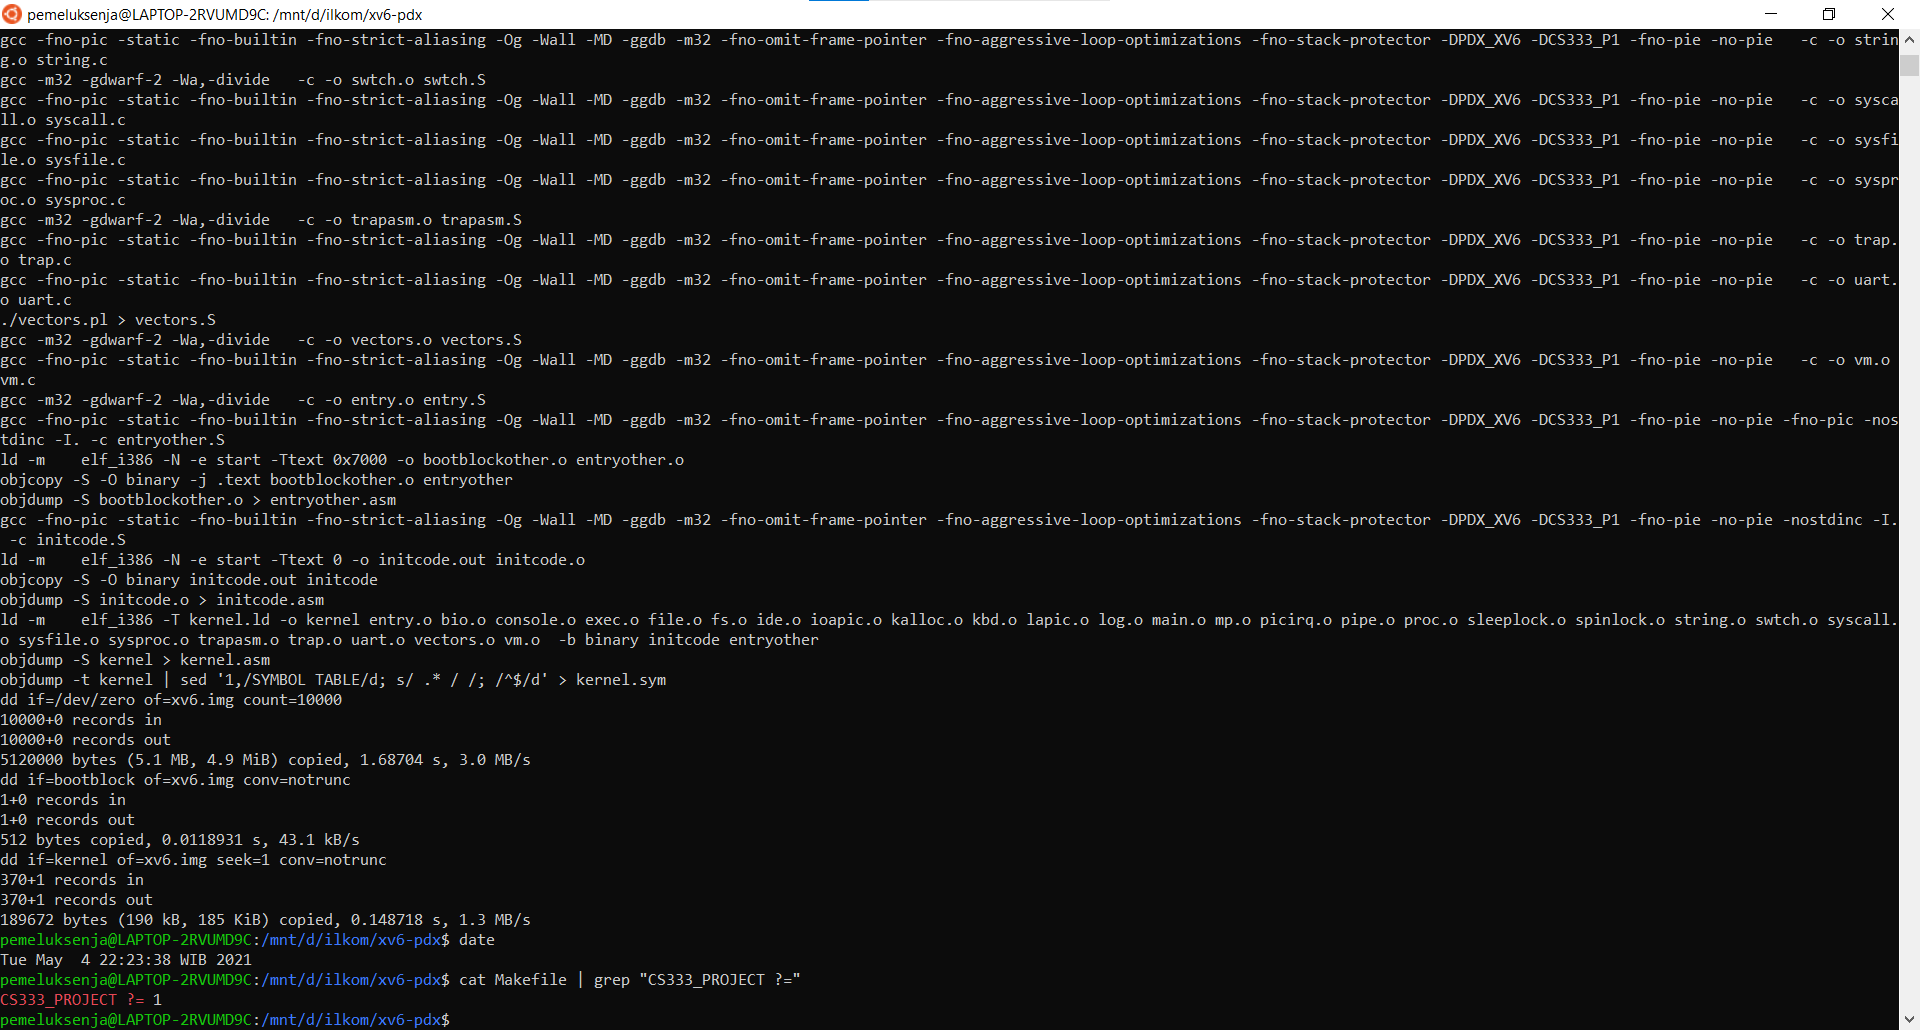 pemeluksenja@LAPTOP-2RVUMD9C: /mnt/d/ilkom/xv6-pdx
gcc -fno-pic -static -fno-builtin -fno-strict-aliasing -Og -Wall -MD -ggdb -m32 -fno-omit-frame-pointer -fno-aggressive-loop-optimizations -fno-stack-protector -DPDX_XV6 -DCS333_P1 -fno-pie -no-pie   -c -o strin
g.o string.c
gcc -m32 -gdwarf-2 -Wa,-divide   -c -o swtch.o swtch.S
gcc -fno-pic -static -fno-builtin -fno-strict-aliasing -Og -Wall -MD -ggdb -m32 -fno-omit-frame-pointer -fno-aggressive-loop-optimizations -fno-stack-protector -DPDX_XV6 -DCS333_P1 -fno-pie -no-pie   -c -o sysca
ll.o syscall.c
gcc -fno-pic -static -fno-builtin -fno-strict-aliasing -Og -Wall -MD -ggdb -m32 -fno-omit-frame-pointer -fno-aggressive-loop-optimizations -fno-stack-protector -DPDX_XV6 -DCS333_P1 -fno-pie -no-pie   -c -o sysfi
le.o sysfile.c
gcc -fno-pic -static -fno-builtin -fno-strict-aliasing -Og -Wall -MD -ggdb -m32 -fno-omit-frame-pointer -fno-aggressive-loop-optimizations -fno-stack-protector -DPDX_XV6 -DCS333_P1 -fno-pie -no-pie   -c -o syspr
oc.o sysproc.c
gcc -m32 -gdwarf-2 -Wa,-divide   -c -o trapasm.o trapasm.S
gcc -fno-pic -static -fno-builtin -fno-strict-aliasing -Og -Wall -MD -ggdb -m32 -fno-omit-frame-pointer -fno-aggressive-loop-optimizations -fno-stack-protector -DPDX_XV6 -DCS333_P1 -fno-pie -no-pie   -c -o trap.
o trap.c
gcc -fno-pic -static -fno-builtin -fno-strict-aliasing -Og -Wall -MD -ggdb -m32 -fno-omit-frame-pointer -fno-aggressive-loop-optimizations -fno-stack-protector -DPDX_XV6 -DCS333_P1 -fno-pie -no-pie   -c -o uart.
o uart.c
./vectors.pl > vectors.S
gcc -m32 -gdwarf-2 -Wa,-divide   -c -o vectors.o vectors.S
gcc -fno-pic -static -fno-builtin -fno-strict-aliasing -Og -Wall -MD -ggdb -m32 -fno-omit-frame-pointer -fno-aggressive-loop-optimizations -fno-stack-protector -DPDX_XV6 -DCS333_P1 -fno-pie -no-pie   -c -o vm.o
vm.c
gcc -m32 -gdwarf-2 -Wa,-divide   -c -o entry.o entry.S
gcc -fno-pic -static -fno-builtin -fno-strict-aliasing -Og -Wall -MD -ggdb -m32 -fno-omit-frame-pointer -fno-aggressive-loop-optimizations -fno-stack-protector -DPDX_XV6 -DCS333_P1 -fno-pie -no-pie -fno-pic -nos
tdinc -I. -c entryother.S
ld -m    elf_i386 -N -e start -Ttext 0x7000 -o bootblockother.o entryother.o
objcopy -S -O binary -j .text bootblockother.o entryother
objdump -S bootblockother.o > entryother.asm
gcc -fno-pic -static -fno-builtin -fno-strict-aliasing -Og -Wall -MD -ggdb -m32 -fno-omit-frame-pointer -fno-aggressive-loop-optimizations -fno-stack-protector -DPDX_XV6 -DCS333_P1 -fno-pie -no-pie -nostdinc -I.
 -c initcode.S
ld -m    elf_i386 -N -e start -Ttext 0 -o initcode.out initcode.o
objcopy -S -O binary initcode.out initcode
objdump -S initcode.o > initcode.asm
ld -m    elf_i386 -T kernel.ld -o kernel entry.o bio.o console.o exec.o file.o fs.o ide.o ioapic.o kalloc.o kbd.o lapic.o log.o main.o mp.o picirq.o pipe.o proc.o sleeplock.o spinlock.o string.o swtch.o syscall.
o sysfile.o sysproc.o trapasm.o trap.o uart.o vectors.o vm.o  -b binary initcode entryother
objdump -S kernel > kernel.asm
objdump -t kernel | sed '1,/SYMBOL TABLE/d; s/ .* / /; /^$/d' > kernel.sym
dd if=/dev/zero of=xv6.img count=10000
10000+0 records in
10000+0 records out
5120000 bytes (5.1 MB, 4.9 MiB) copied, 1.68704 s, 3.0 MB/s
dd if=bootblock of=xv6.img conv=notrunc
1+0 records in
1+0 records out
512 bytes copied, 0.0118931 s, 43.1 kB/s
dd if=kernel of=xv6.img seek=1 conv=notrunc
370+1 records in
370+1 records out
189672 bytes (190 kB, 185 KiB) copied, 0.148718 s, 1.3 MB/s
pemeluksenja@LAPTOP-2RVUMD9C:/mnt/d/ilkom/xv6-pdx$ date
Tue May  4 22:23:38 WIB 2021
pemeluksenja@LAPTOP-2RVUMD9C:/mnt/d/ilkom/xv6-pdx$ cat Makefile | grep "CS333_PROJECT ?="
CS333_PROJECT ?= 1
pemeluksenja@LAPTOP-2RVUMD9C:/mnt/d/ilkom/xv6-pdx$